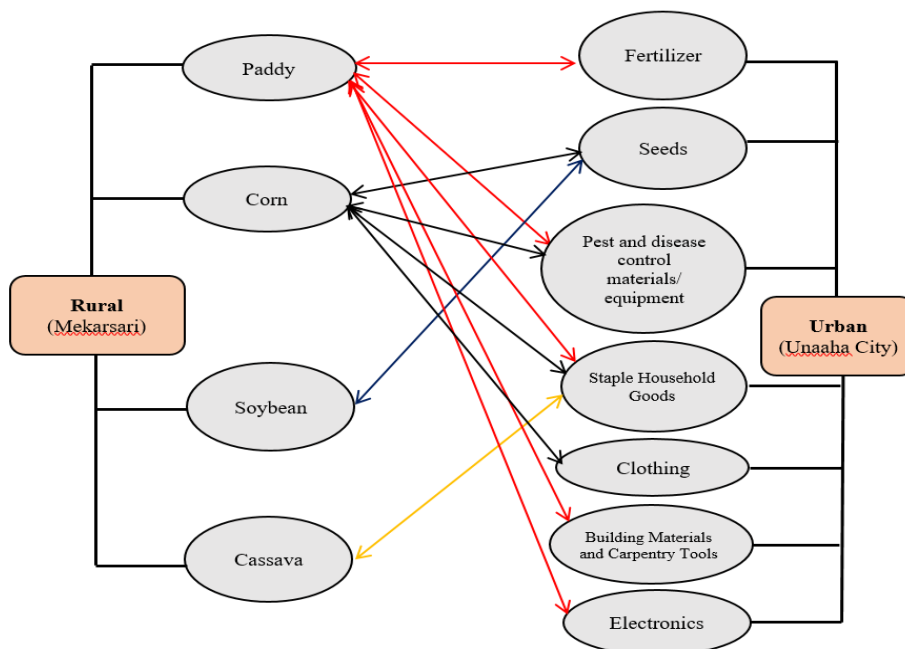 Paddy
Corn
Rural
(Mekarsari)
Soybean
Cassava
Fertilizer
Seeds
Pest and disease
control
materials/
equipment
Urban
(Unaaha City)
Staple Household
Goods
Clothing
Building Materials
and Carpentry Tools
Electronics